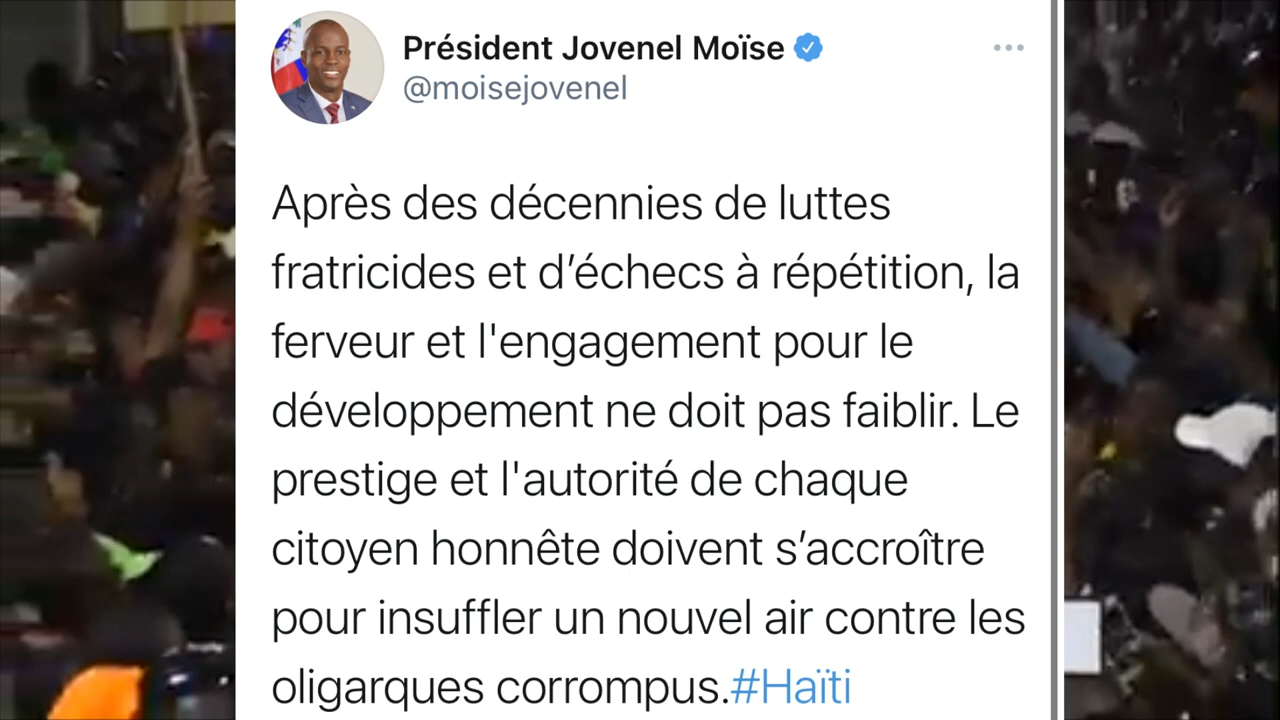 Président Jovenel Moïse
@moisejovenel
Après des décennies de luttes
fratricides et d’échecs à répétition, la
ferveur et l'engagement pour le
développement ne doit pas faiblir. Le
prestige et l'autorité de chaque
citoyen honnête doivent s’accroître
pour insuffler un nouvel air contre les
oligarques corrompus.#Haïti